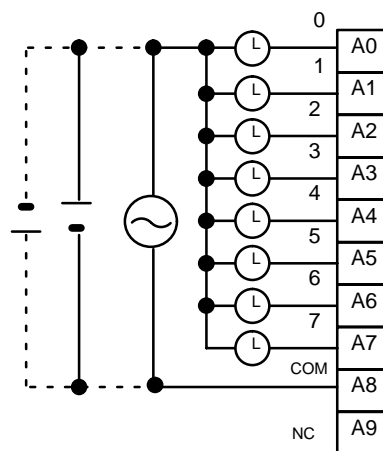 0
L A0
1
L A1
2
L A2
3
L A3
4
L A4
5
L A5
6
L A6
7
L A7
COM A8
NC A9